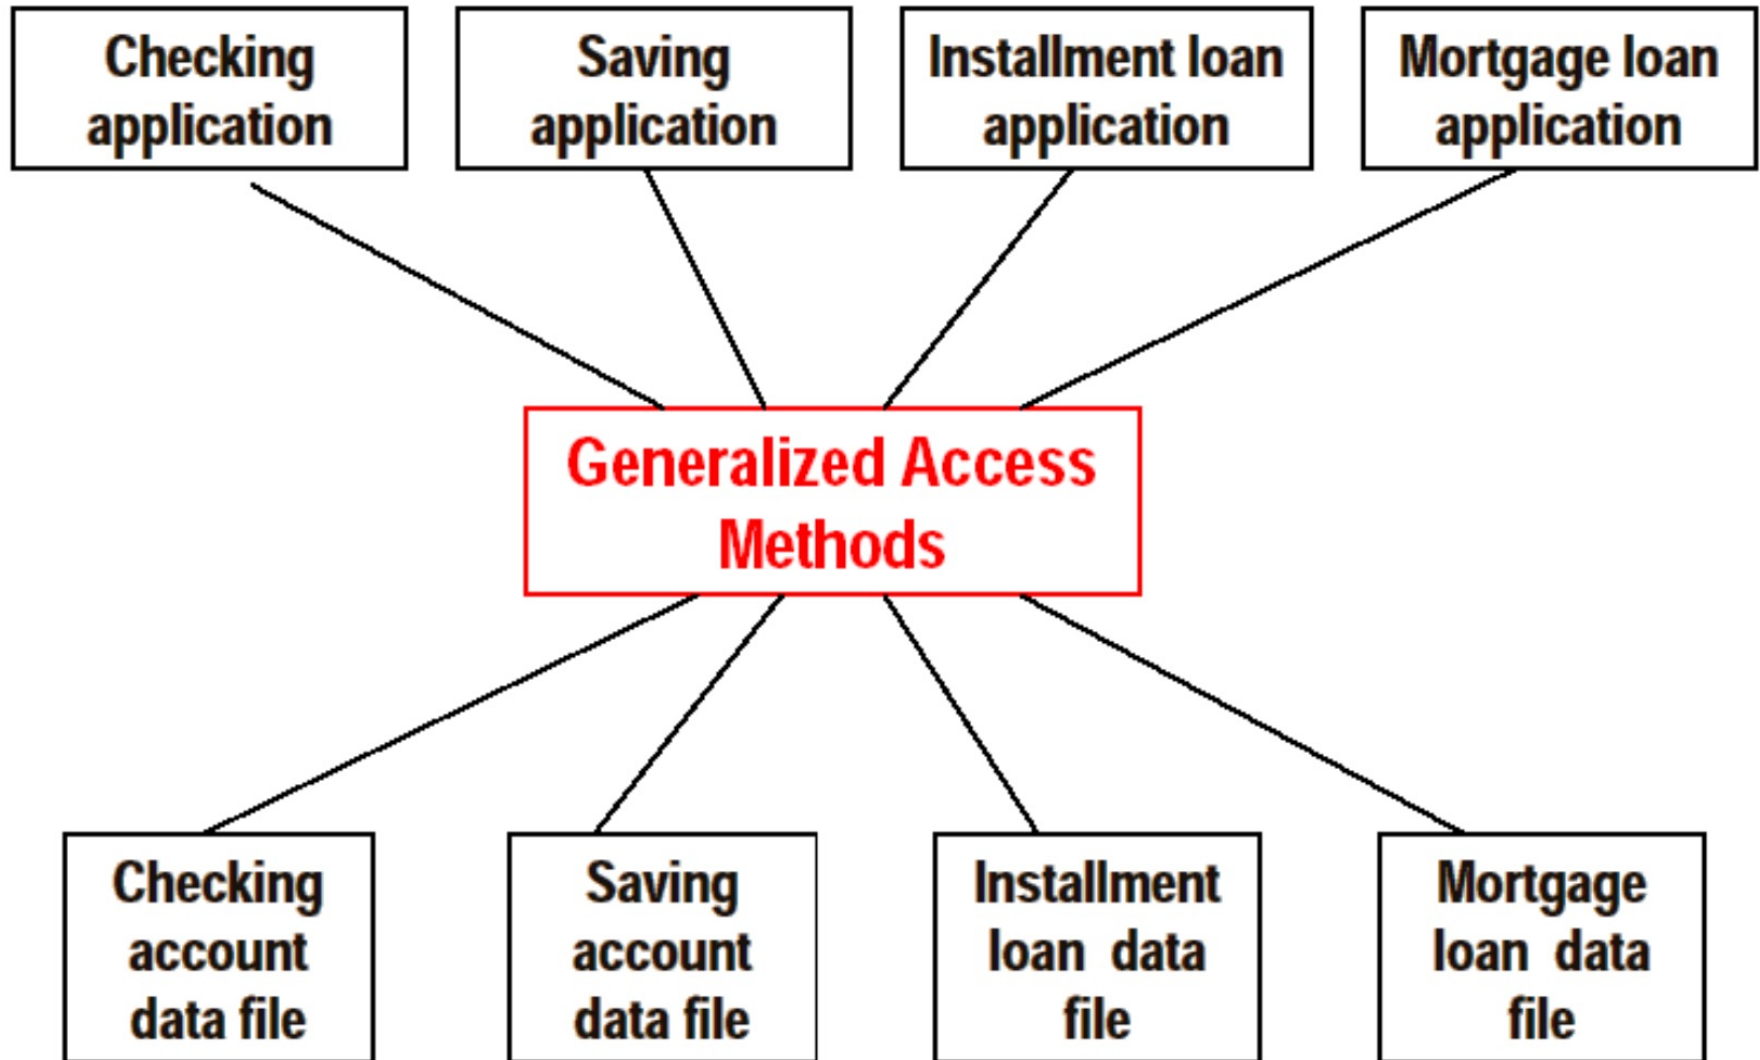 Checking
application
Saving
application
Installment loan
application
Mortgage loan
application
Generalized Access
Methods
Checking
account
data file
Saving
account
data file
Installment
loan data
file
Mortgage
loan data
file